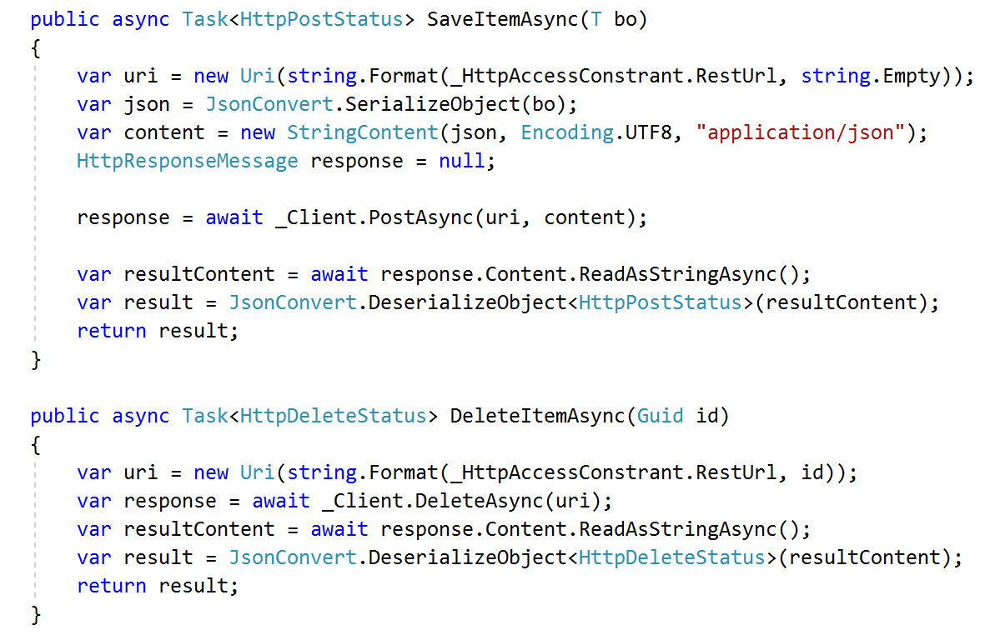 public async Task<HttpPostStatus> SaveItemAsync(T bo)
{
    var uri = new Uri(string.Format(_HttpAccessConstrant.RestUrl, string.Empty));
    var json = JsonConvert.SerializeObject(bo);
    var content = new StringContent(json, Encoding.UTF8, "application/json");
    HttpResponseMessage response = null;

    response = await _Client.PostAsync(uri, content);

    var resultContent = await response.Content.ReadAsStringAsync();
    var result = JsonConvert.DeserializeObject<HttpPostStatus>(resultContent);
    return result;
}

public async Task<HttpDeleteStatus> DeleteItemAsync(Guid id)
{
    var uri = new Uri(string.Format(_HttpAccessConstrant.RestUrl, id));
    var response = await _Client.DeleteAsync(uri);
    var resultContent = await response.Content.ReadAsStringAsync();
    var result = JsonConvert.DeserializeObject<HttpDeleteStatus>(resultContent);
    return result;
}